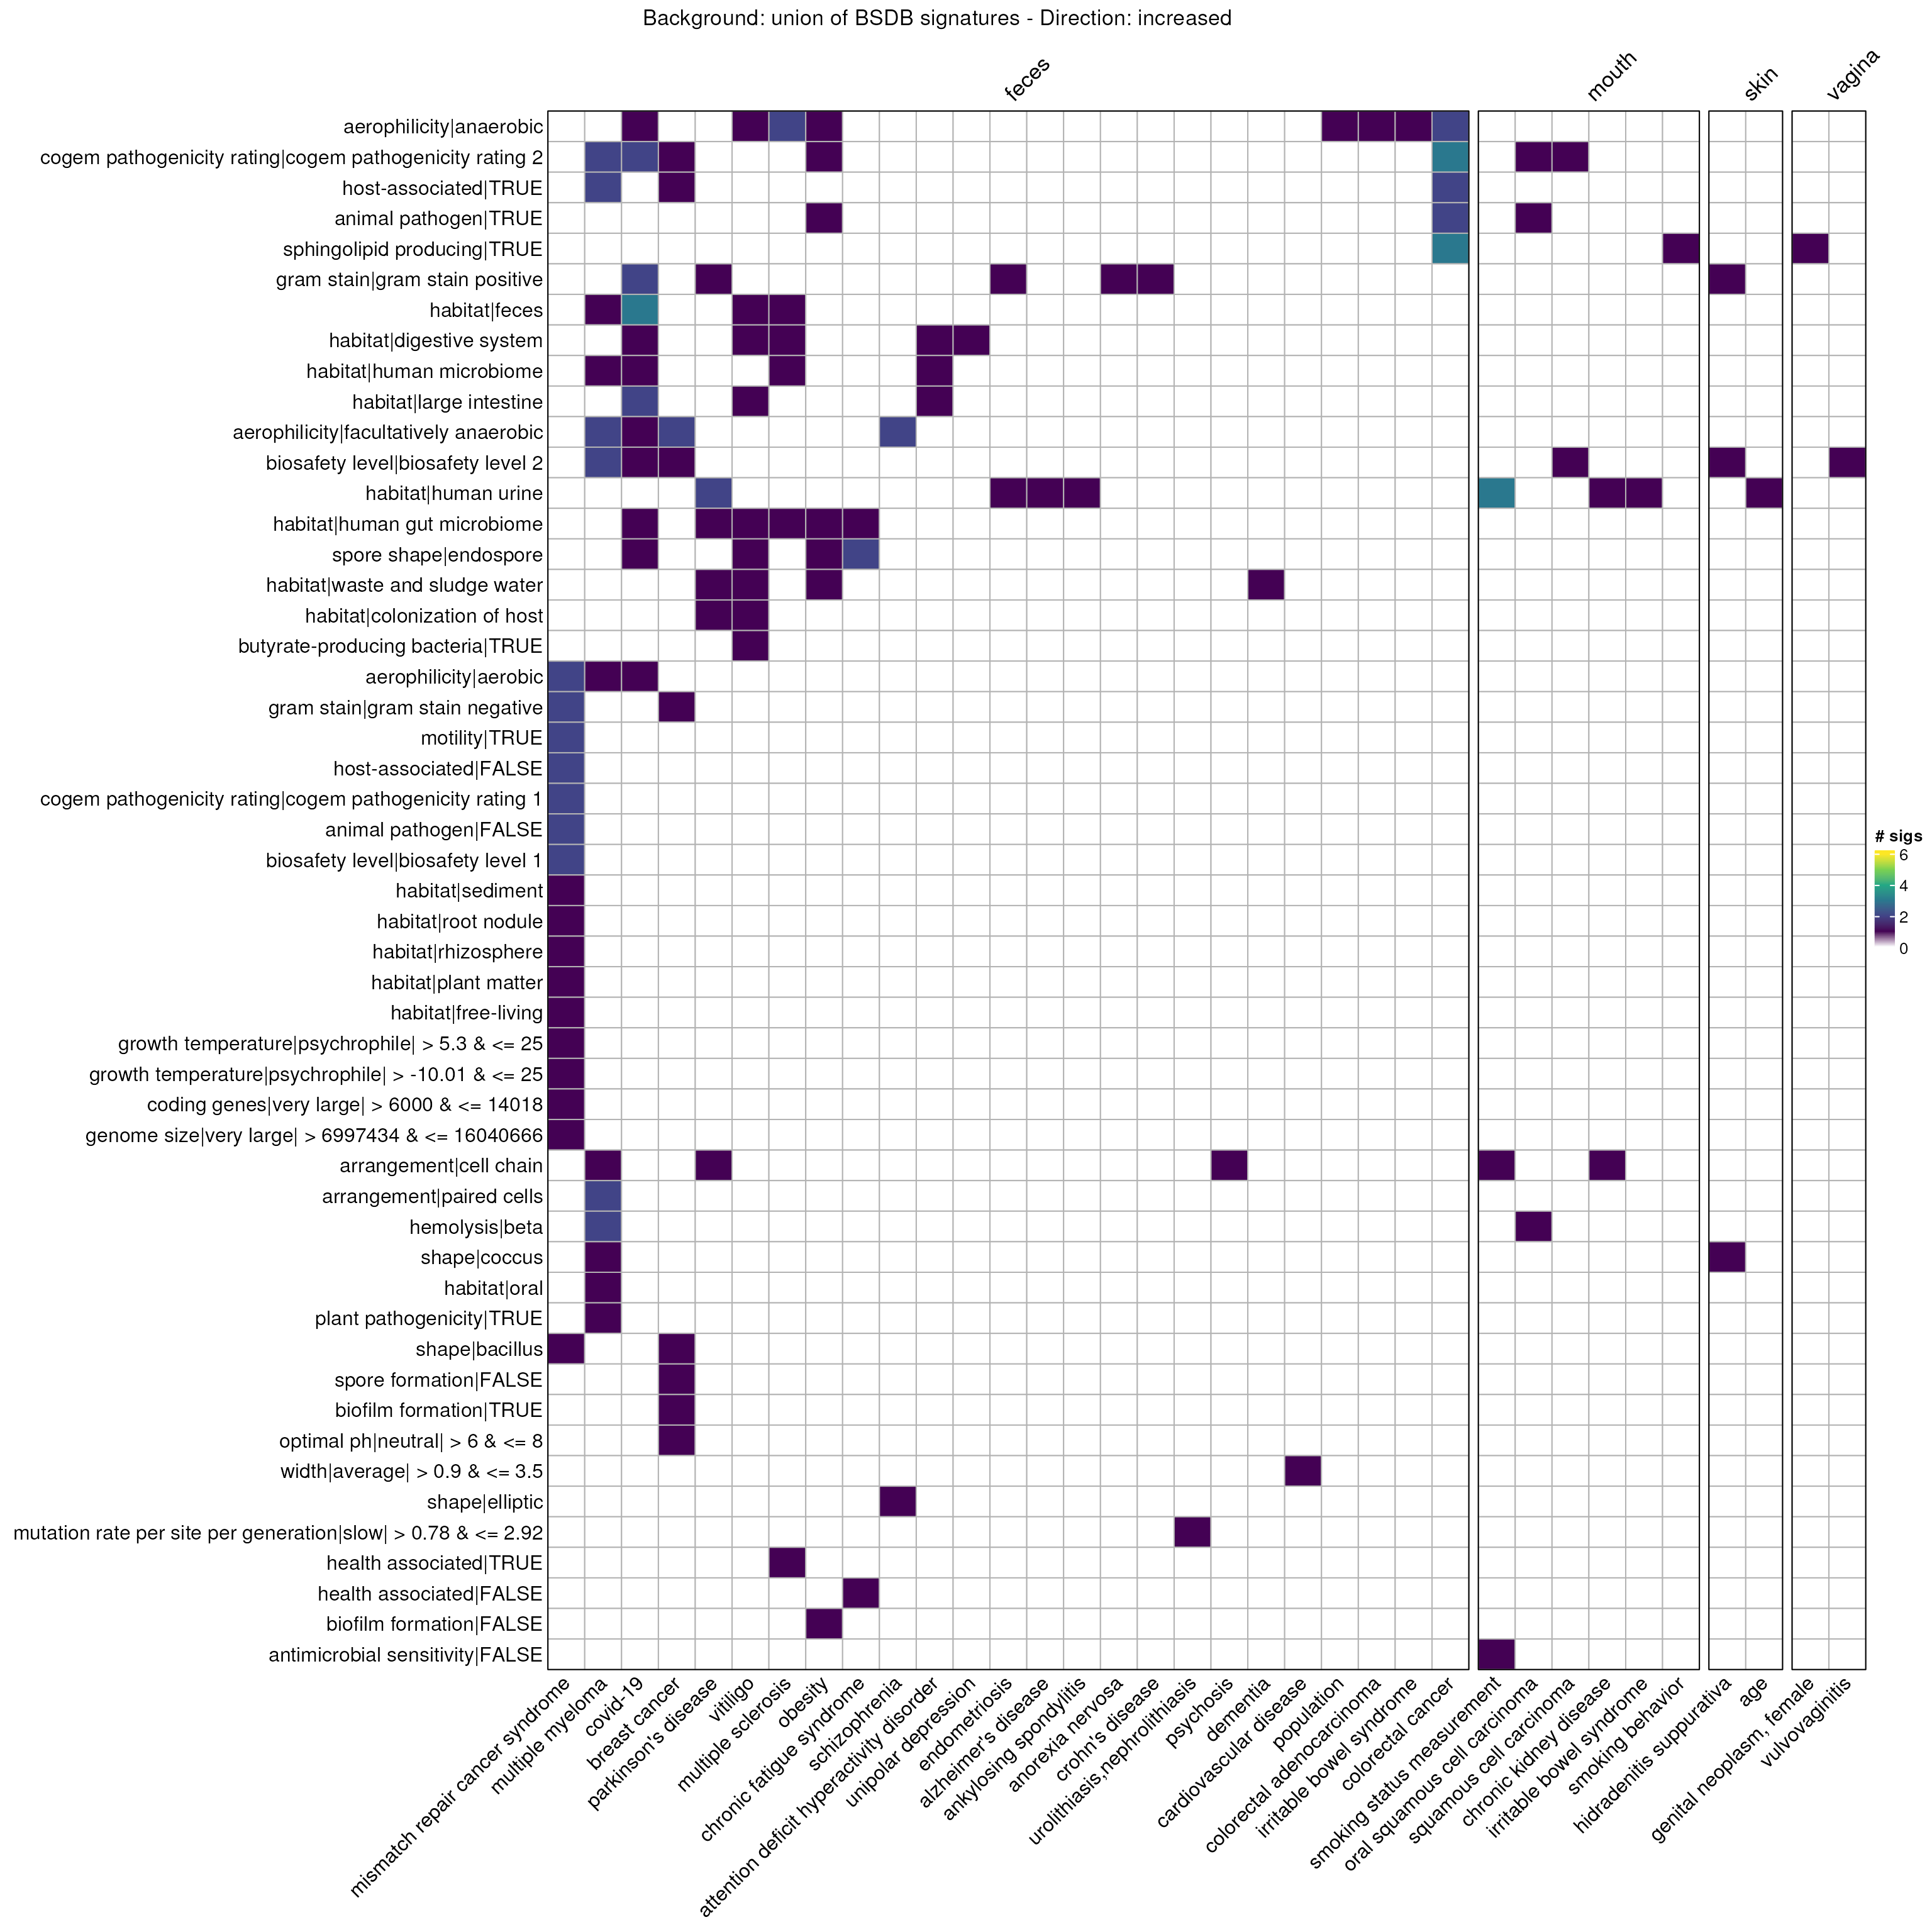 Background: union of BSDB signatures - Direction: increased
feces
mouth
skin
vagina
aerophilicity|anaerobic
cogem pathogenicity rating|cogem pathogenicity rating 2
host-associated|TRUE
animal pathogen|TRUE
sphingolipid producing|TRUE
gram stain|gram stain positive
habitat|feces
habitat|digestive system
habitat|human microbiome
habitat|large intestine
aerophilicity|facultatively anaerobic
biosafety level|biosafety level 2
habitat|human urine
habitat|human gut microbiome
spore shape|endospore
habitat|waste and sludge water
habitat|colonization of host
butyrate-producing bacteria|TRUE
aerophilicity|aerobic
gram stain|gram stain negative
motility|TRUE
host-associated|FALSE
cogem pathogenicity rating|cogem pathogenicity rating 1
animal pathogen|FALSE
biosafety level|biosafety level 1
habitat|sediment
habitat|root nodule
habitat|rhizosphere
habitat|plant matter
habitat|free-living
growth temperature|psychrophile| > 5.3 & <= 25
growth temperature|psychrophile| > -10.01 & <= 25
coding genes|very large| > 6000 & <= 14018
genome size|very large| > 6997434 & <= 16040666
arrangement|cell chain
arrangement|paired cells
hemolysis|beta
shape|coccus
habitat|oral
plant pathogenicity|TRUE
shape|bacillus
spore formation|FALSE
biofilm formation|TRUE
optimal ph|neutral| > 6 & <= 8
width|average| > 0.9 & <= 3.5
shape|elliptic
mutation rate per site per generation|slow| > 0.78 & <= 2.92
health associated|TRUE
health associated|FALSE
biofilm formation|FALSE
antimicrobial sensitivity|FALSE
# sigs
6
4
2
0
mismatch repair cancer syndrome
multiple myeloma
covid-19
breast cancer
parkinson's disease
vitiligo
multiple sclerosis
obesity
chronic fatigue syndrome
schizophrenia
attention deficit hyperactivity disorder
unipolar depression
endometriosis
alzheimer's disease
ankylosing spondylitis
anorexia nervosa
crohn's disease
urolithiasis,nephrolithiasis
psychosis
dementia
cardiovascular disease
population
colorectal adenocarcinoma
irritable bowel syndrome
colorectal cancer
smoking status measurement
oral squamous cell carcinoma
squamous cell carcinoma
chronic kidney disease
irritable bowel syndrome
smoking behavior
hidradenitis suppurativa
age
genital neoplasm, female
vulvovaginitis